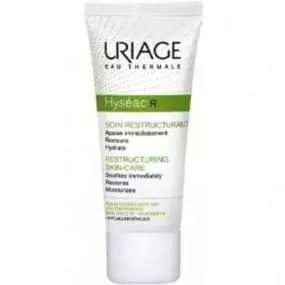 URIAGE
EAU THERMALE
Hyséac R
SOIN RESTRUCTURANT
Apaise immédiatement
Restaure
Hydrate
RESTRUCTURING
SKIN-CARE
Soothes immediately
Restores
Moisturizes